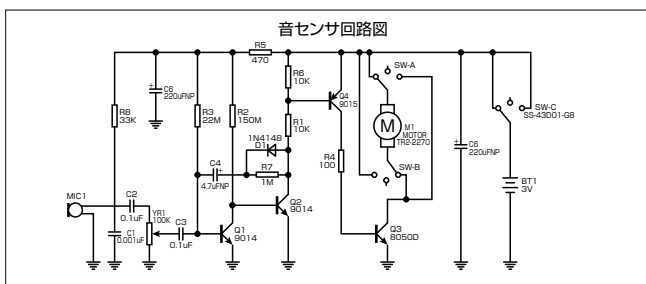 音センサ回路図
R5
470
SW-A
R8
33K
C6
220uFNP
R3
22M
R2
150M
R6
10K
R1
10K
Q4
9015
M
M1
MOTOR
TR2-2270
SW-C
SS-43D01-G8
C6
220uFNP
1N4148
D1
C4
4.7uFNP
R7
1M
R4
100
SW-B
BT1
3V
MIC1
C2
0.1uF
YR1
100K
C1
0.001uF
C3
0.1uF
Q1
9014
Q2
9014
Q3
8050D